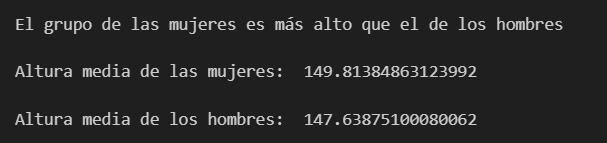 El grupo de las mujeres es más alto que el de los hombres
Altura media de las mujeres:  149.81384863123992
Altura media de los hombres:  147.63875100080062